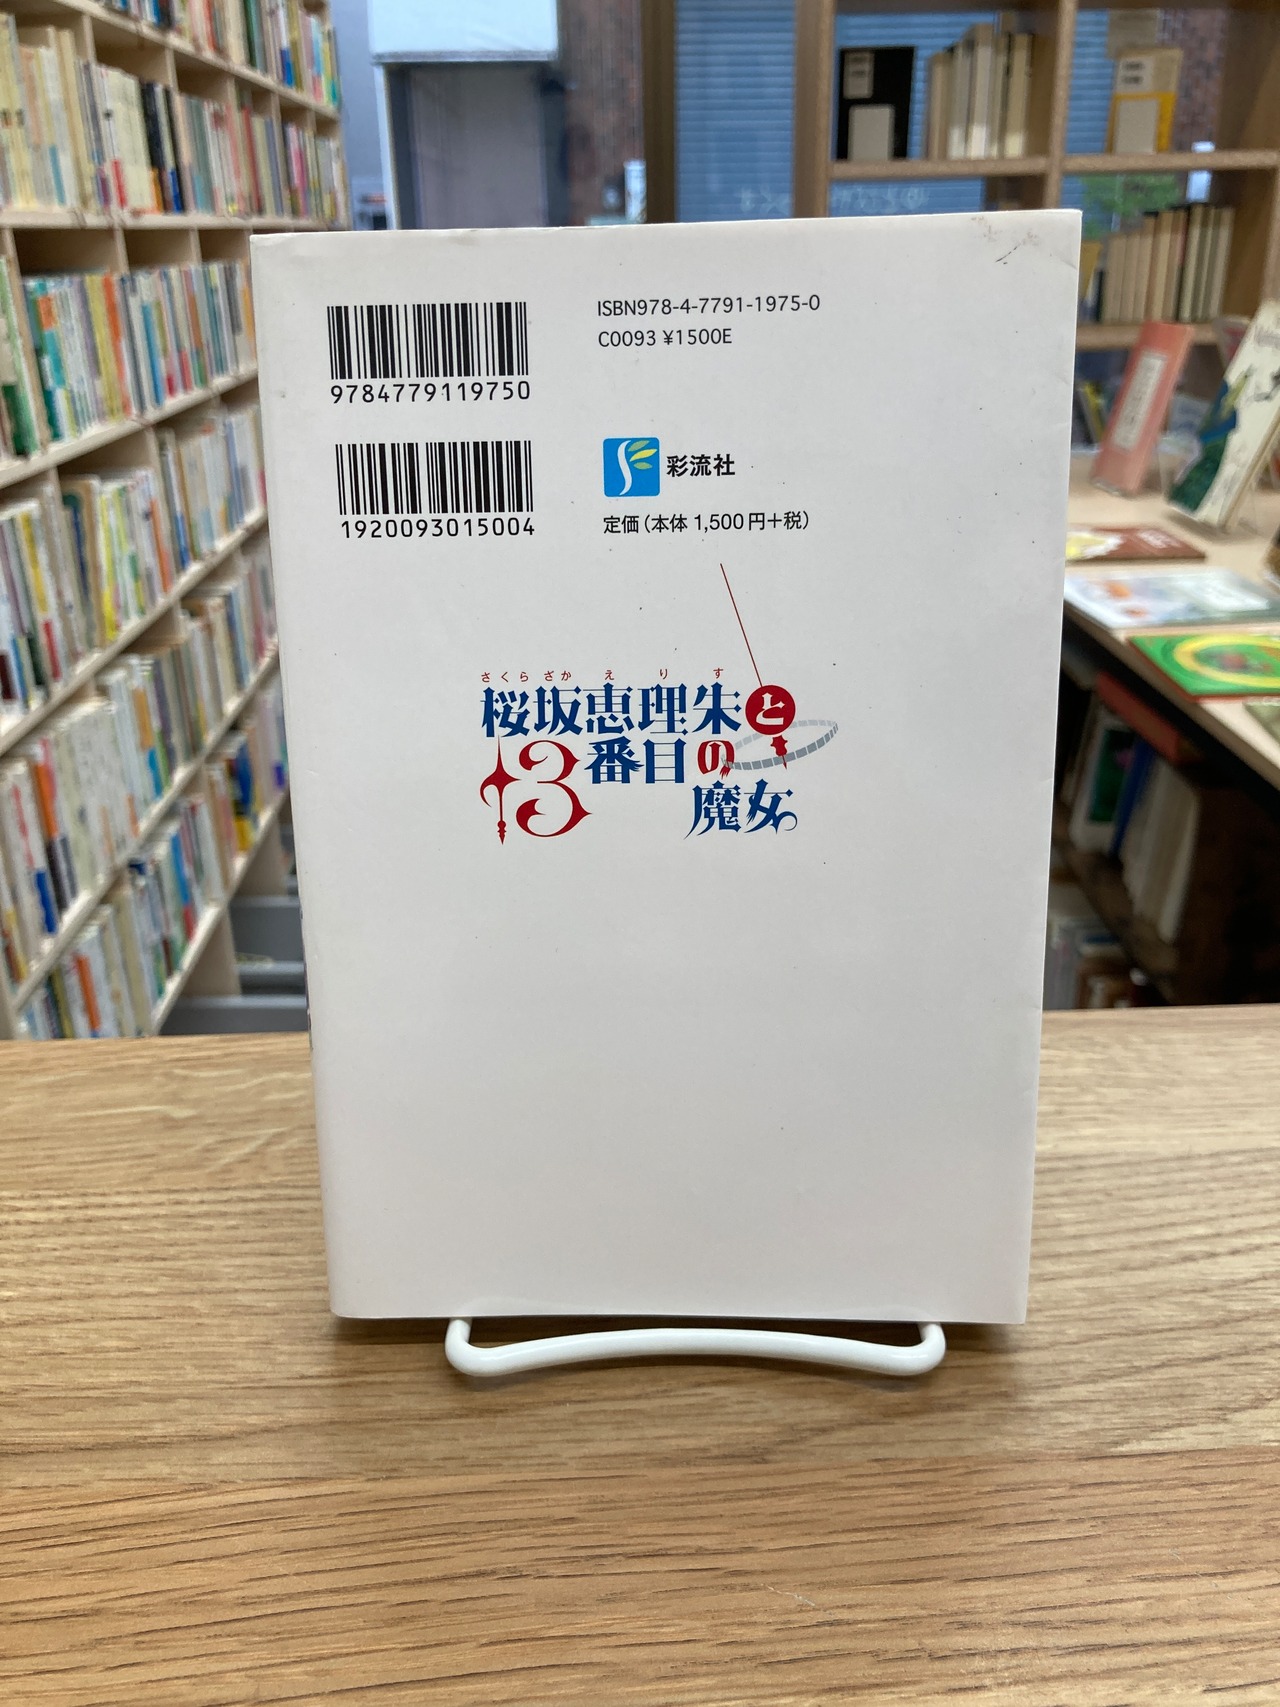 ISBN978-4-7791-1975-0
C0093 ¥1500E
9784779119750
1920093015004
彩流社
定価(本体 1,500円+税)
さくらざかえりす
桜坂恵理朱と
13番目の
魔女